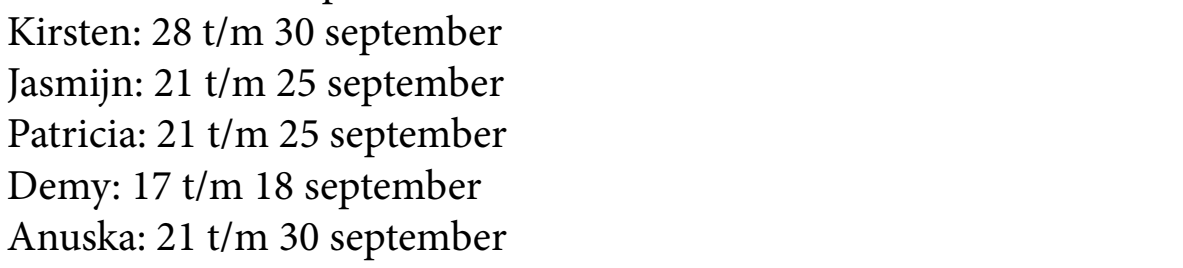 Kirsten: 28 t/m 30 september
Jasmijn: 21 t/m 25 september
Patricia: 21 t/m 25 september
Demy: 17 t/m 18 september
Anuska: 21 t/m 30 september